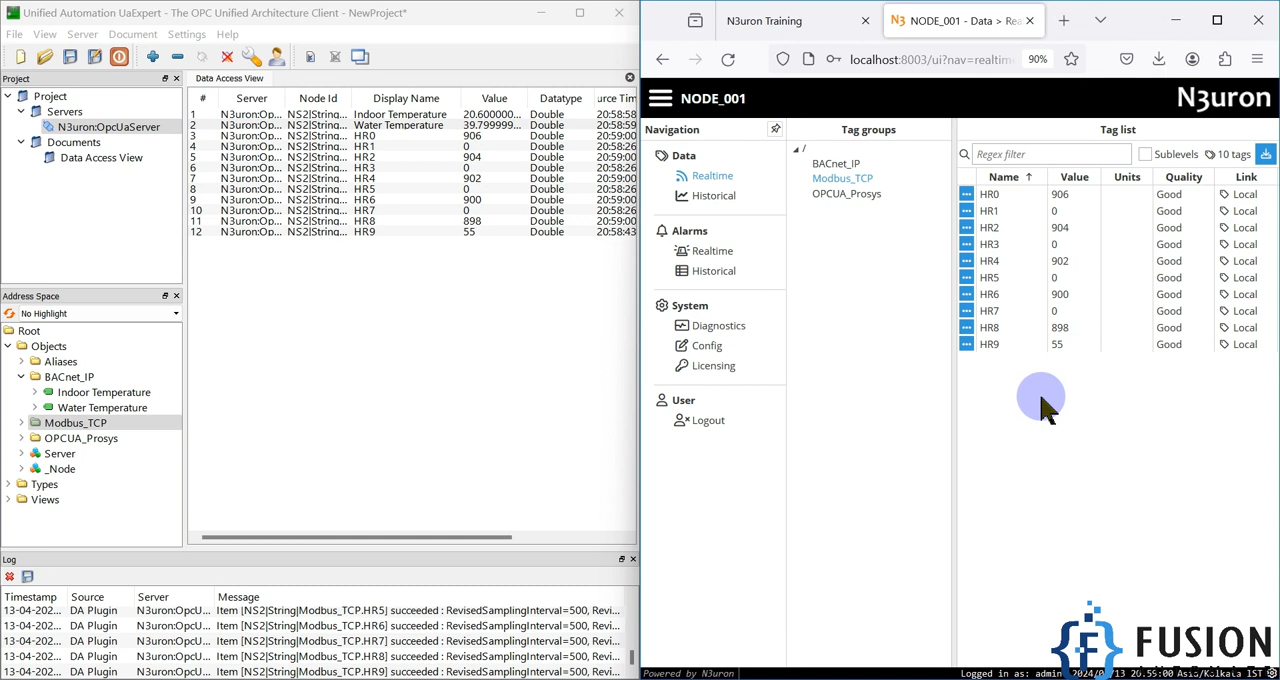 Unified Automation UaExpert - The OPC Unified Architecture Client - NewProject*
File View Server Document Settings Help
Project
Project
Servers
N3uron:OpcUaServer
Documents
Data Access View
Address Space
No Highlight
Root
Objects
Aliases
BACnet_IP
Indoor Temperature
Water Temperature
Modbus_TCP
OPCUA_Prosys
Server
_Node
Types
Views
Data Access View
# Server Node Id Display Name Value Datatype urce Tim
1 N3uron:Op... NS2|String... Indoor Temperature 20.600000... Double 20:58:58
2 N3uron:Op... NS2|String... Water Temperature 39.799999... Double 20:58:59
3 N3uron:Op... NS2|String... HR0 906 Double 20:59:00
4 N3uron:Op... NS2|String... HR1 0 Double 20:58:26
5 N3uron:Op... NS2|String... HR2 904 Double 20:59:00
6 N3uron:Op... NS2|String... HR3 0 Double 20:58:26
7 N3uron:Op... NS2|String... HR4 902 Double 20:59:00
8 N3uron:Op... NS2|String... HR5 0 Double 20:58:26
9 N3uron:Op... NS2|String... HR6 900 Double 20:59:00
10 N3uron:Op... NS2|String... HR7 0 Double 20:58:26
11 N3uron:Op... NS2|String... HR8 898 Double 20:59:00
12 N3uron:Op... NS2|String... HR9 55 Double 20:58:43
Log
Timestamp Source Server Message
13-04-202... DA Plugin N3uron:OpcU... Item [NS2|String|Modbus_TCP.HR5] succeeded : RevisedSamplingInterval=500, Revi...
13-04-202... DA Plugin N3uron:OpcU... Item [NS2|String|Modbus_TCP.HR6] succeeded : RevisedSamplingInterval=500, Revi...
13-04-202... DA Plugin N3uron:OpcU... Item [NS2|String|Modbus_TCP.HR7] succeeded : RevisedSamplingInterval=500, Revi...
13-04-202... DA Plugin N3uron:OpcU... Item [NS2|String|Modbus_TCP.HR8] succeeded : RevisedSamplingInterval=500, Revi...
13-04-202... DA Plugin N3uron:OpcU... Item [NS2|String|Modbus_TCP.HR9] succeeded : RevisedSamplingInterval=500, Revi...
N3uron Training
N3 NODE_001 - Data > Rea
localhost:8003/ui?nav=realtim 90%
NODE_001
N3uron
Navigation
Data
Realtime
Historical
Alarms
Realtime
Historical
System
Diagnostics
Config
Licensing
User
Logout
Tag groups
/
BACnet_IP
Modbus_TCP
OPCUA_Prosys
Tag list
Regex filter Sublevels 10 tags
Name ↑ Value Units Quality Link
HR0 906 Good Local
HR1 0 Good Local
HR2 904 Good Local
HR3 0 Good Local
HR4 902 Good Local
HR5 0 Good Local
HR6 900 Good Local
HR7 0 Good Local
HR8 898 Good Local
HR9 55 Good Local
FUSION
Powered by N3uron Logged in as: admin